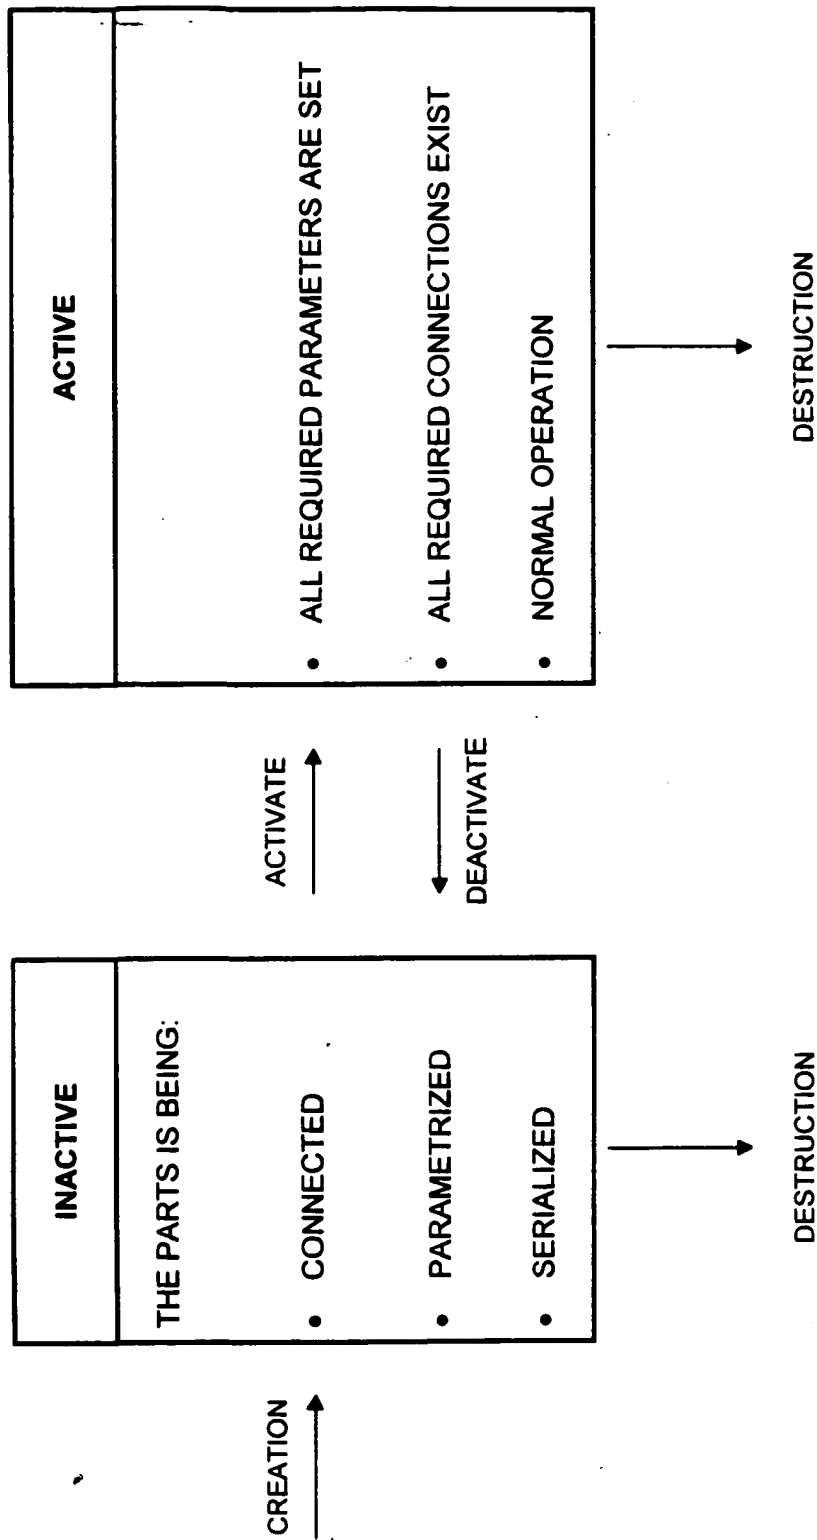 CREATION
INACTIVE
THE PARTS IS BEING:
• CONNECTED
• PARAMETRIZED
• SERIALIZED
DESTRUCTION
ACTIVATE
DEACTIVATE
ACTIVE
• ALL REQUIRED PARAMETERS ARE SET
• ALL REQUIRED CONNECTIONS EXIST
• NORMAL OPERATION
DESTRUCTION